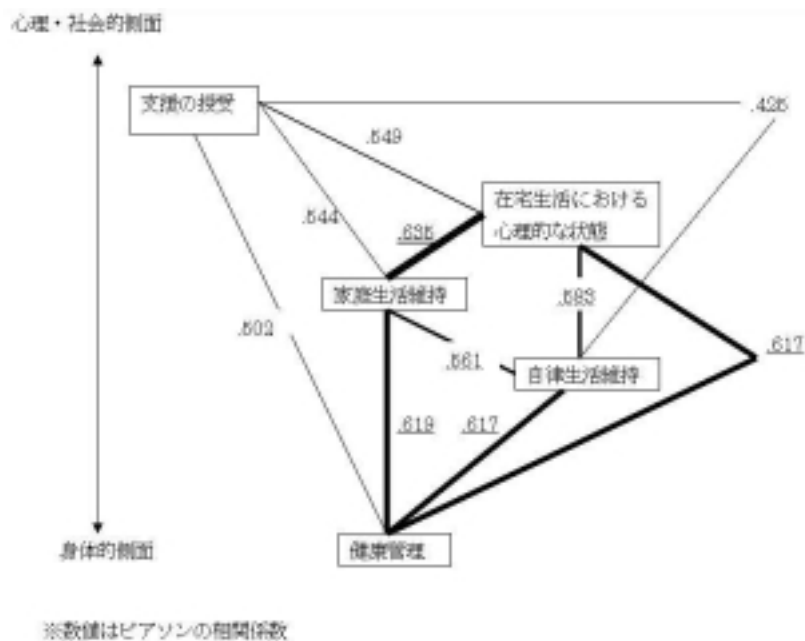 心理・社会的側面
支援の授受
.425
.549
在宅生活における
心理的な状態
.544
.635
家庭生活維持
.583
.502
.617
.561
自律生活維持
.619
.617
身体的側面
健康管理
※数値はピアソンの相関係数